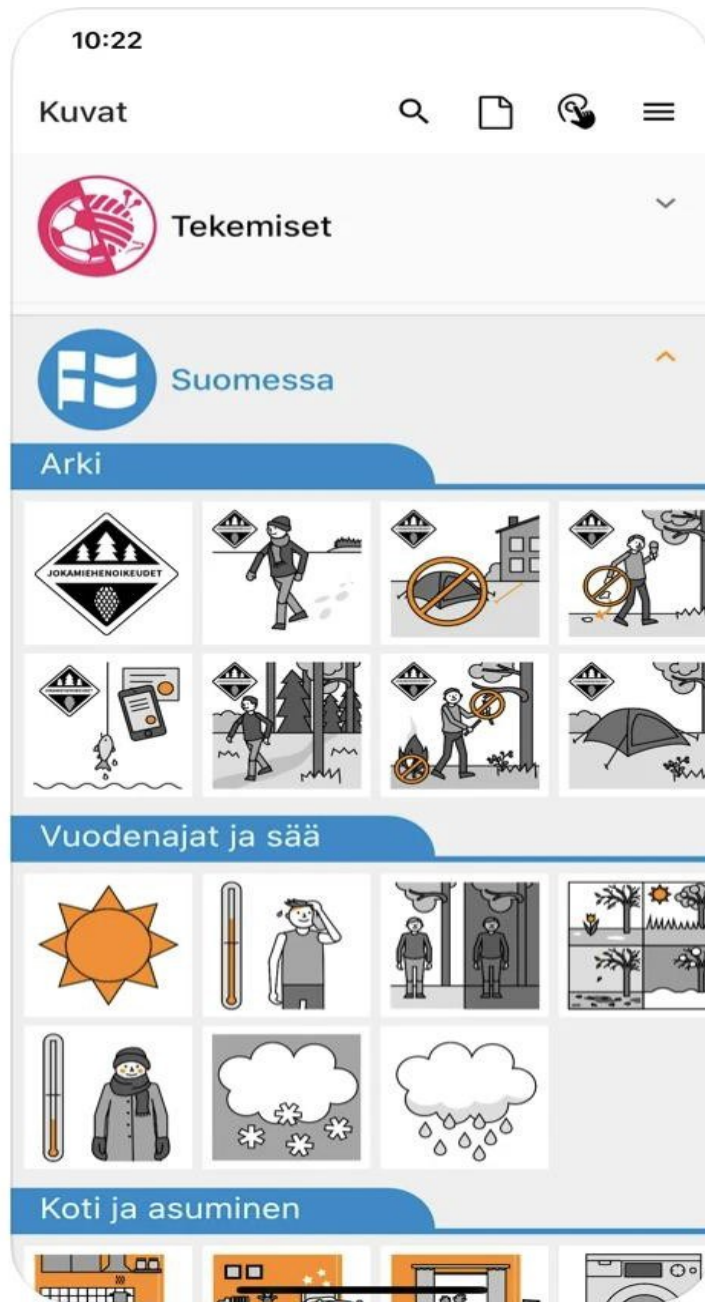 10:22
Kuvat
Tekemiset
Suomessa
Arki
JOKAMIEHENOIKEUDET
Vuodenajat ja sää
Koti ja asuminen